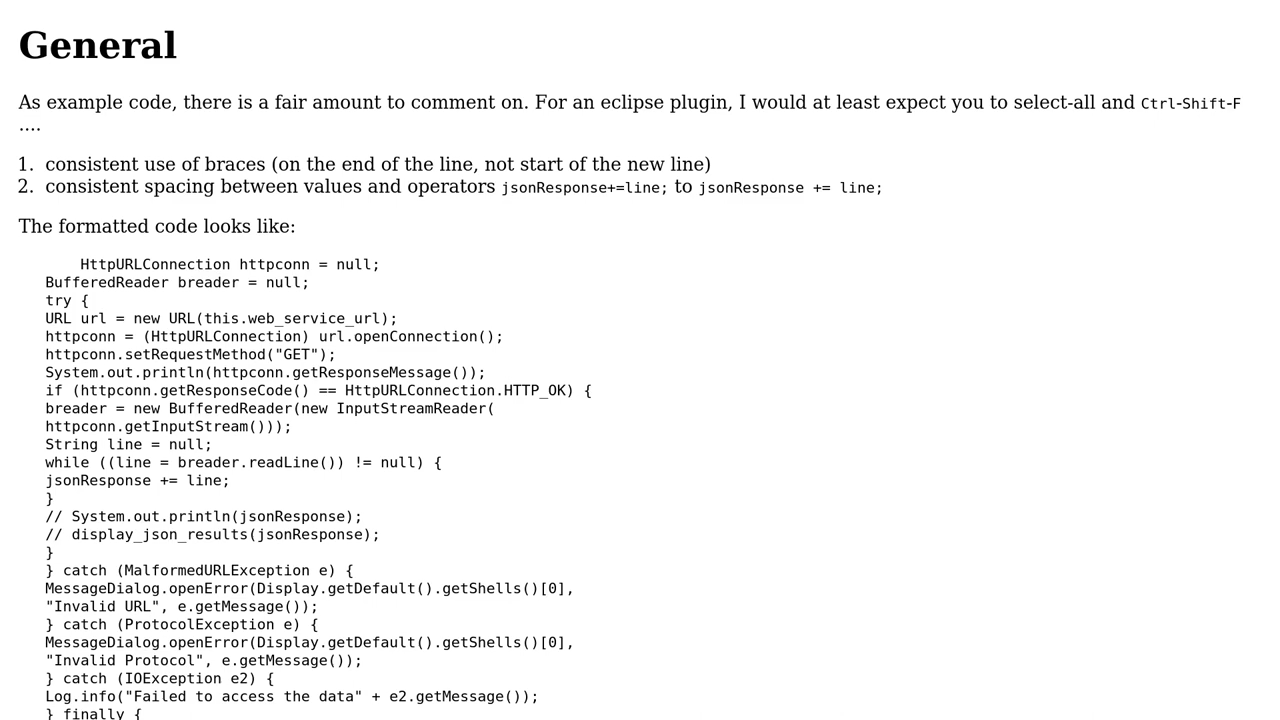 General
As example code, there is a fair amount to comment on. For an eclipse plugin, I would at least expect you to select-all and Ctrl-Shift-F
....
1. consistent use of braces (on the end of the line, not start of the new line)
2. consistent spacing between values and operators jsonResponse+=line; to jsonResponse += line;
The formatted code looks like:
HttpURLConnection httpconn = null;
BufferedReader breader = null;
try {
URL url = new URL(this.web_service_url);
httpconn = (HttpURLConnection) url.openConnection();
httpconn.setRequestMethod("GET");
System.out.println(httpconn.getResponseMessage());
if (httpconn.getResponseCode() == HttpURLConnection.HTTP_OK) {
breader = new BufferedReader(new InputStreamReader(
httpconn.getInputStream()));
String line = null;
while ((line = breader.readLine()) != null) {
jsonResponse += line;
}
// System.out.println(jsonResponse);
// display_json_results(jsonResponse);
}
} catch (MalformedURLException e) {
MessageDialog.openError(Display.getDefault().getShells()[0],
"Invalid URL", e.getMessage());
} catch (ProtocolException e) {
MessageDialog.openError(Display.getDefault().getShells()[0],
"Invalid Protocol", e.getMessage());
} catch (IOException e2) {
Log.info("Failed to access the data" + e2.getMessage());
} finally {